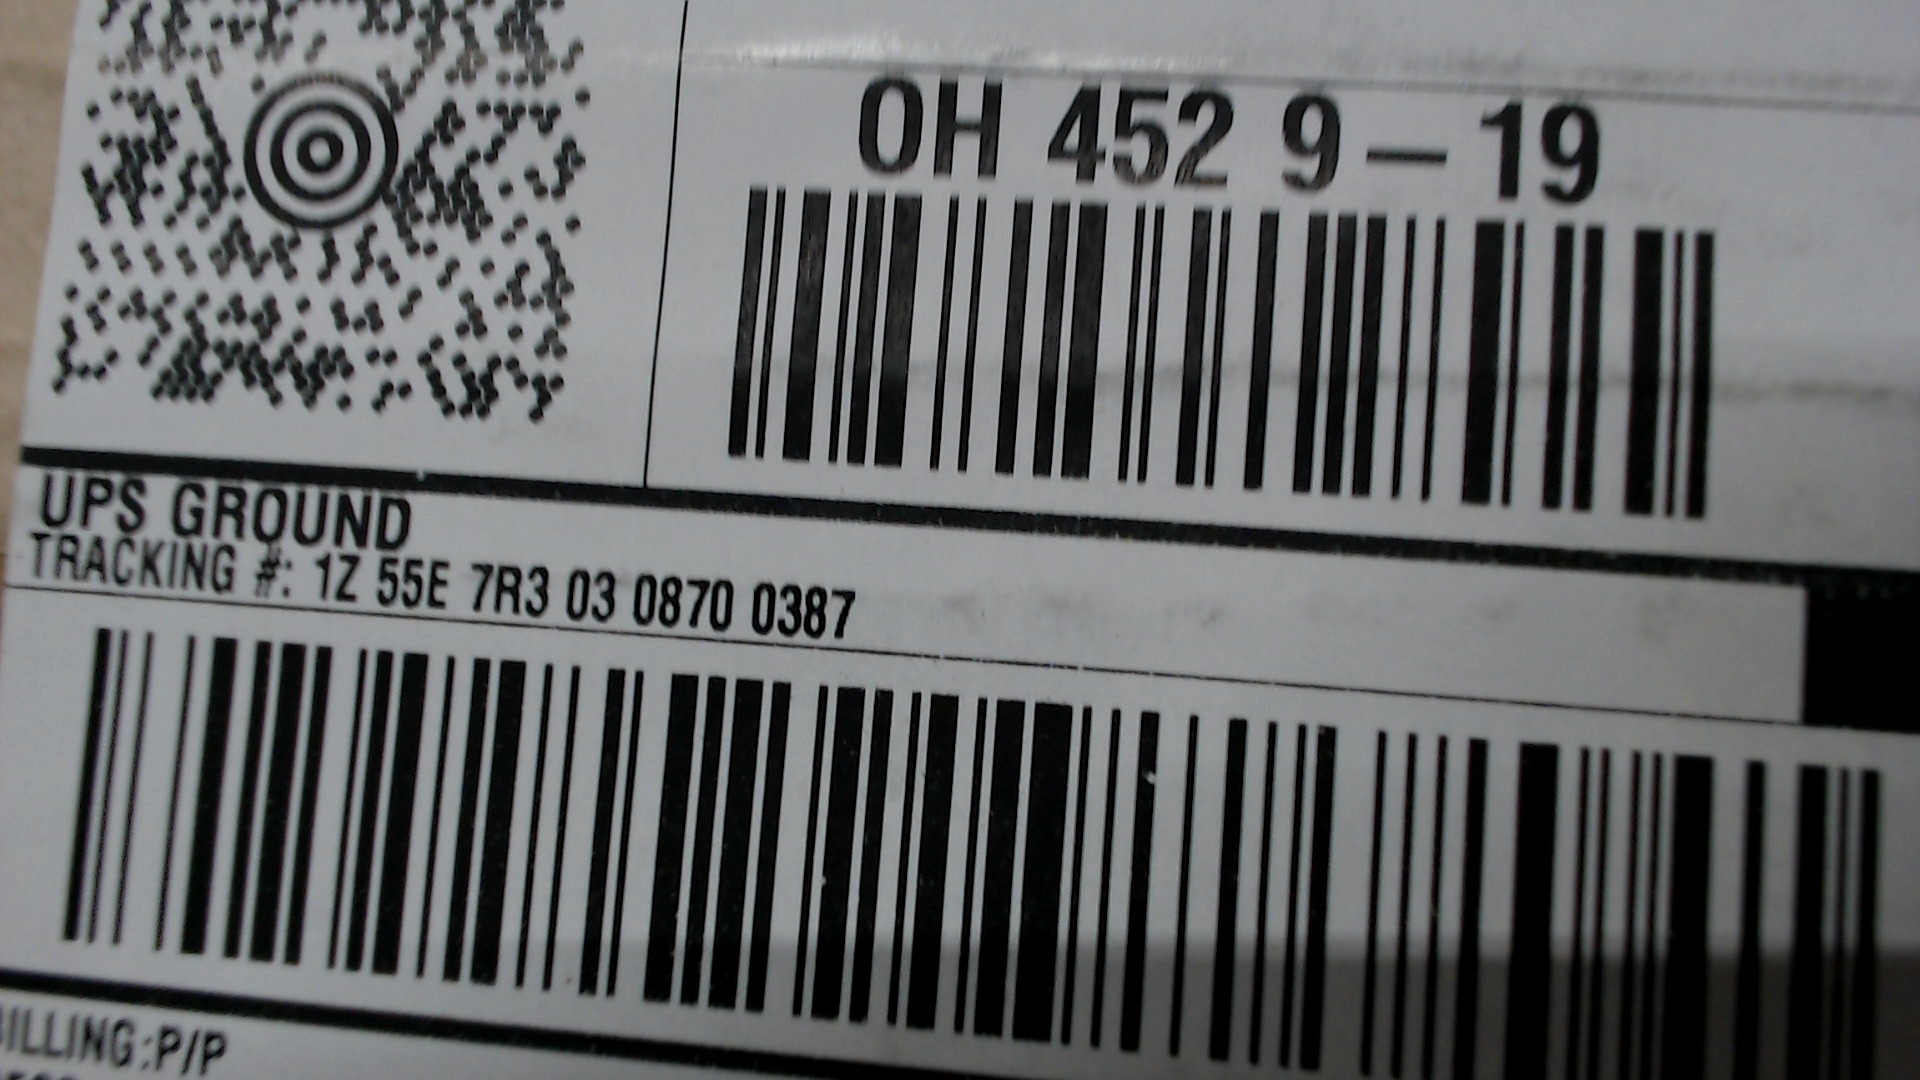 OH 452 9-19
UPS GROUND
TRACKING #: 1Z 55E 7R3 03 0870 0387
BILLING:P/P